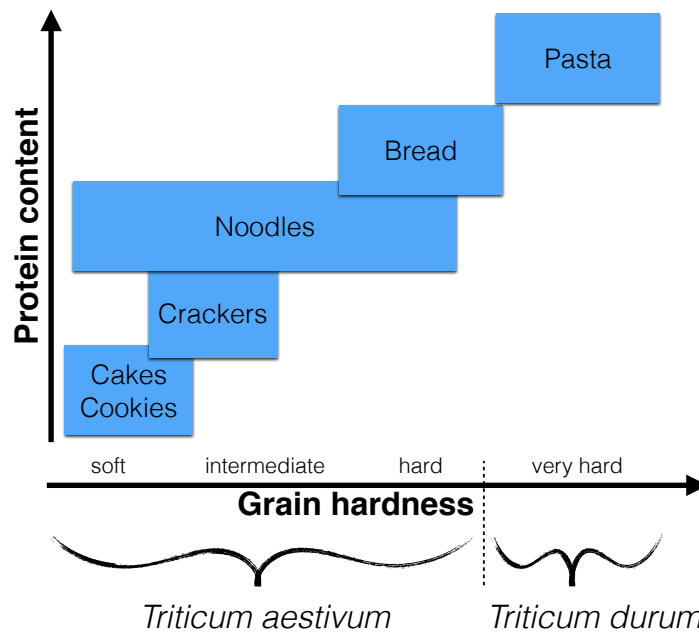 Protein content
Pasta
Bread
Noodles
Crackers
Cakes
Cookies
soft intermediate hard very hard
Grain hardness
Triticum aestivum Triticum durum